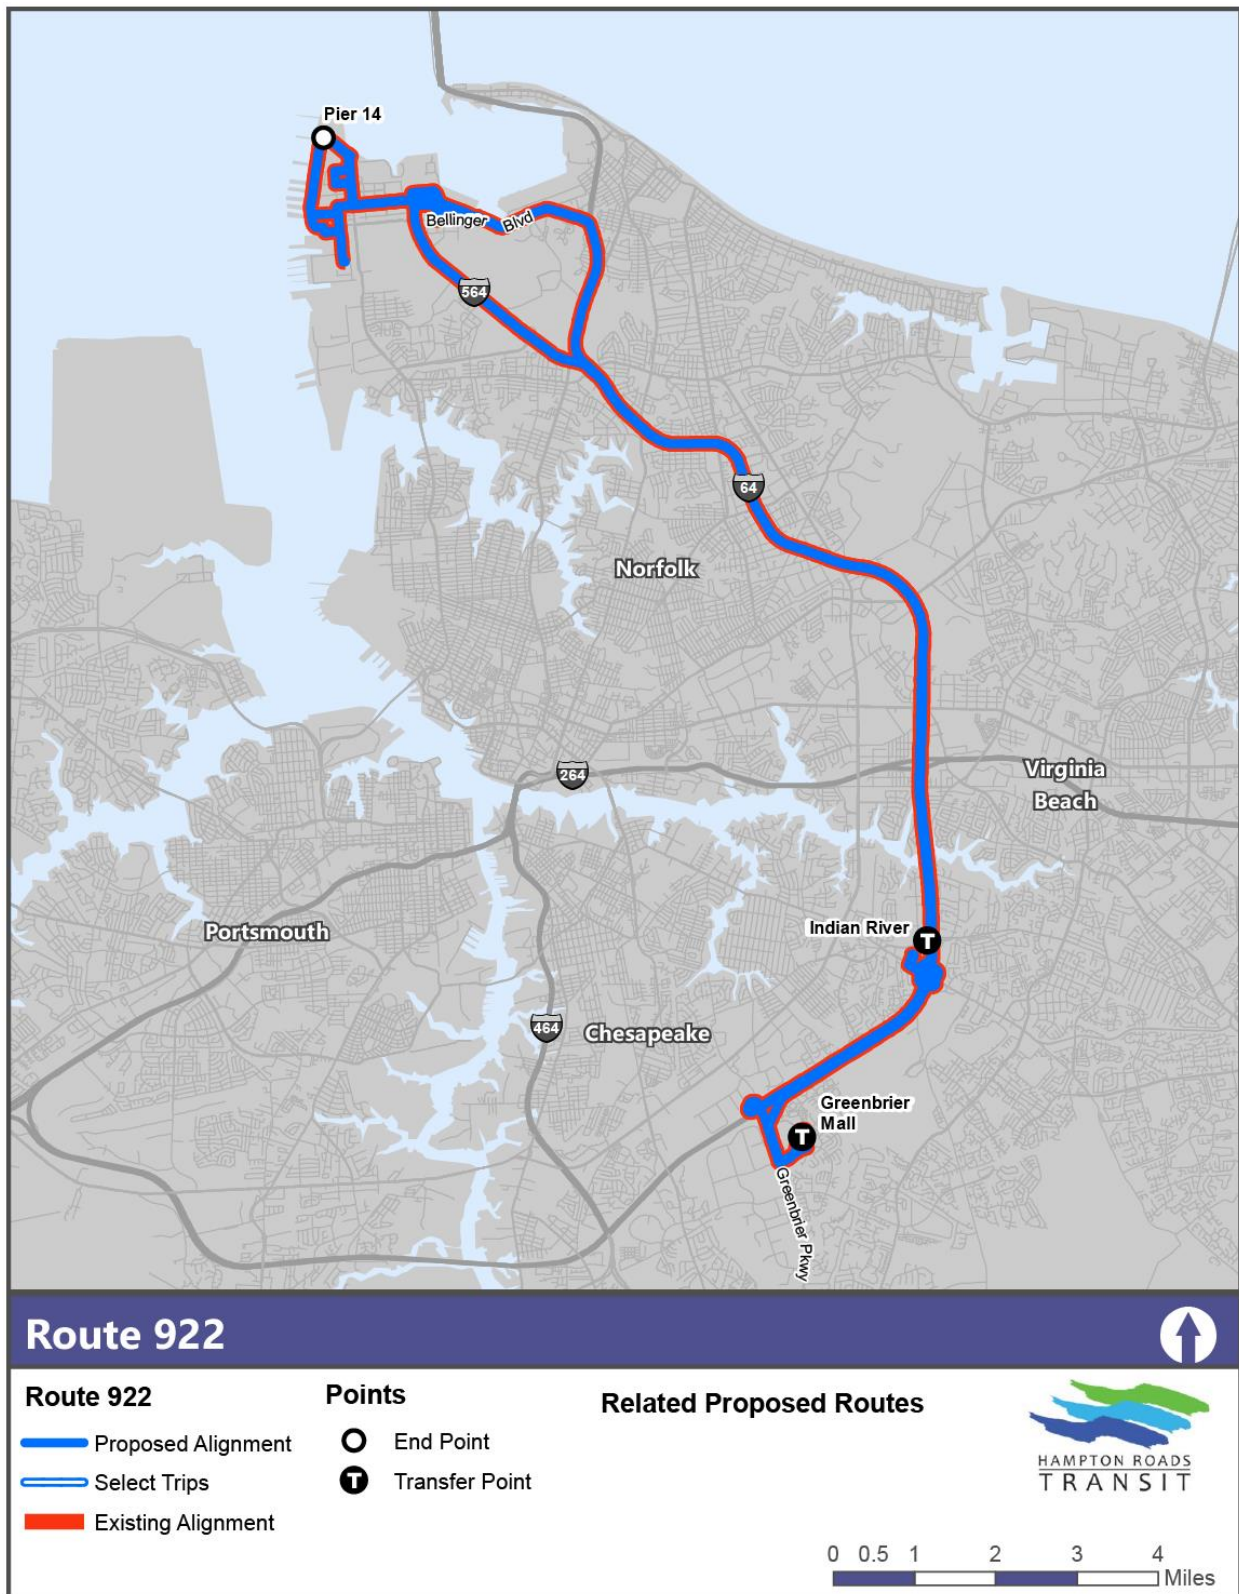 Pier 14
Bellinger Blvd
564
64
Norfolk
264
Virginia
Beach
Indian River
Portsmouth
464
Chesapeake
Greenbrier
Mall
Greenbrier Pkwy
Route 922
Route 922
Proposed Alignment
Select Trips
Existing Alignment
Points
End Point
T Transfer Point
Related Proposed Routes
HAMPTON ROADS
TRANSIT
0 0.5 1 2 3 4
Miles